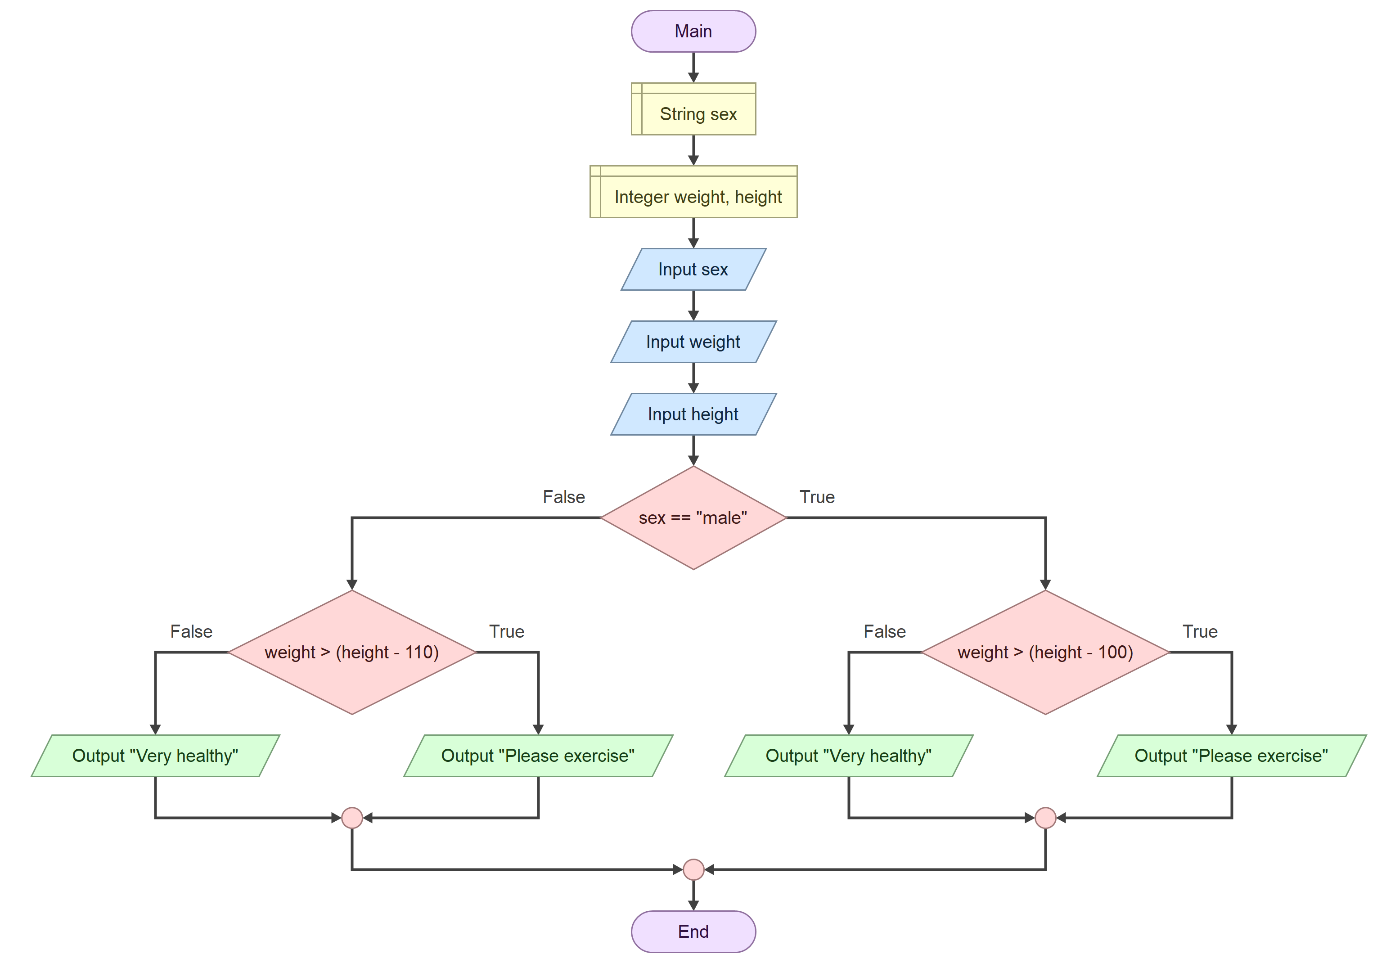 Main
String sex
Integer weight, height
Input sex
Input weight
Input height
False
True
sex == "male"
False
True
False
True
weight > (height - 110)
weight > (height - 100)
Output "Very healthy"
Output "Please exercise"
Output "Very healthy"
Output "Please exercise"
End